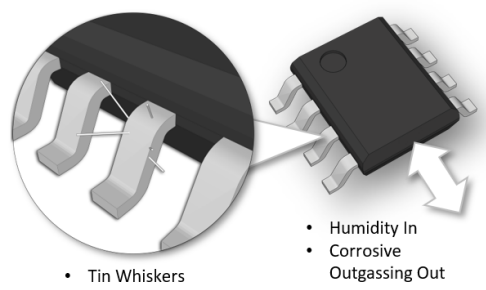 • Humidity In
• Corrosive
Outgassing Out
• Tin Whiskers